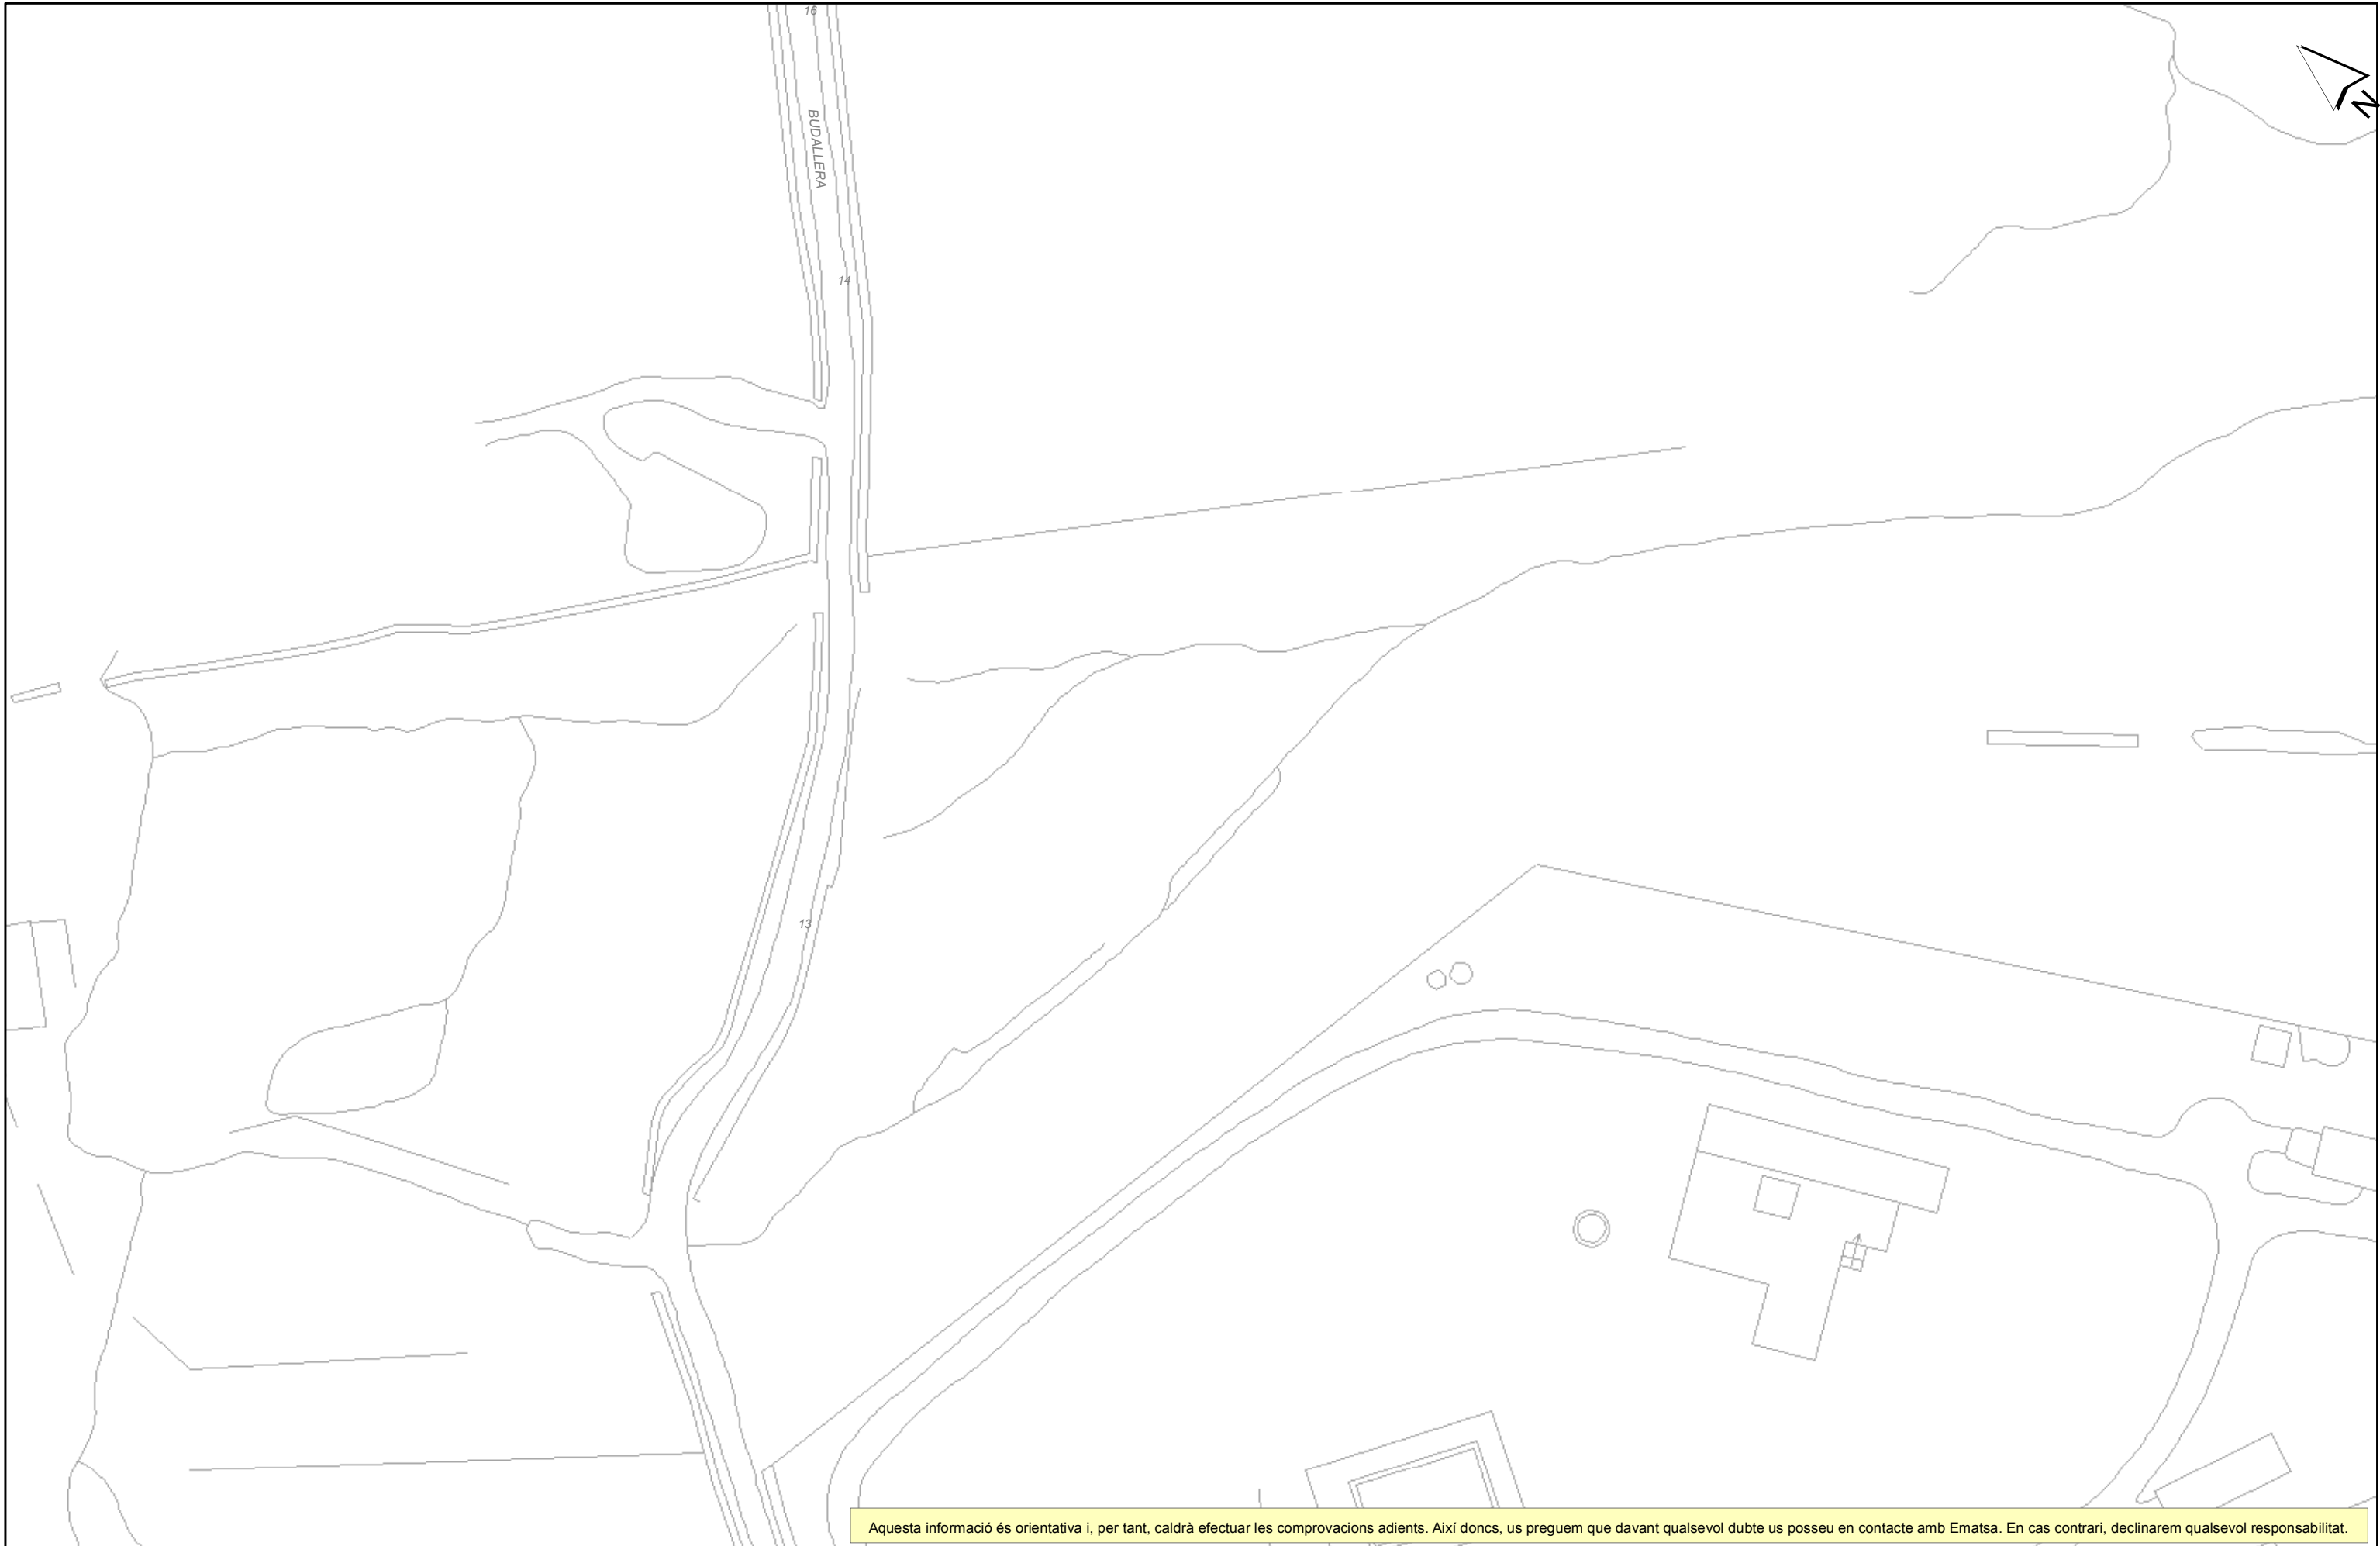 16
N
BUDALLERA
14
13
Aquesta informació és orientativa i, per tant, caldrà efectuar les comprovacions adients. Així doncs, us preguem que davant qualsevol dubte us poseu en contacte amb Ematsa. En cas contrari, declinarem qualsevol responsabilitat.